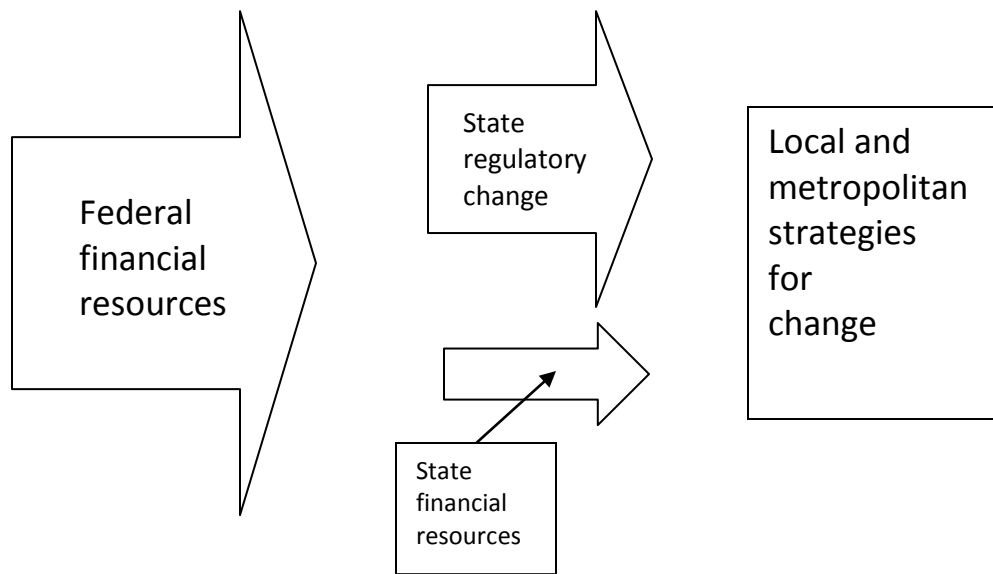 Federal
financial
resources
State
regulatory
change
State
financial
resources
Local and
metropolitan
strategies
for
change